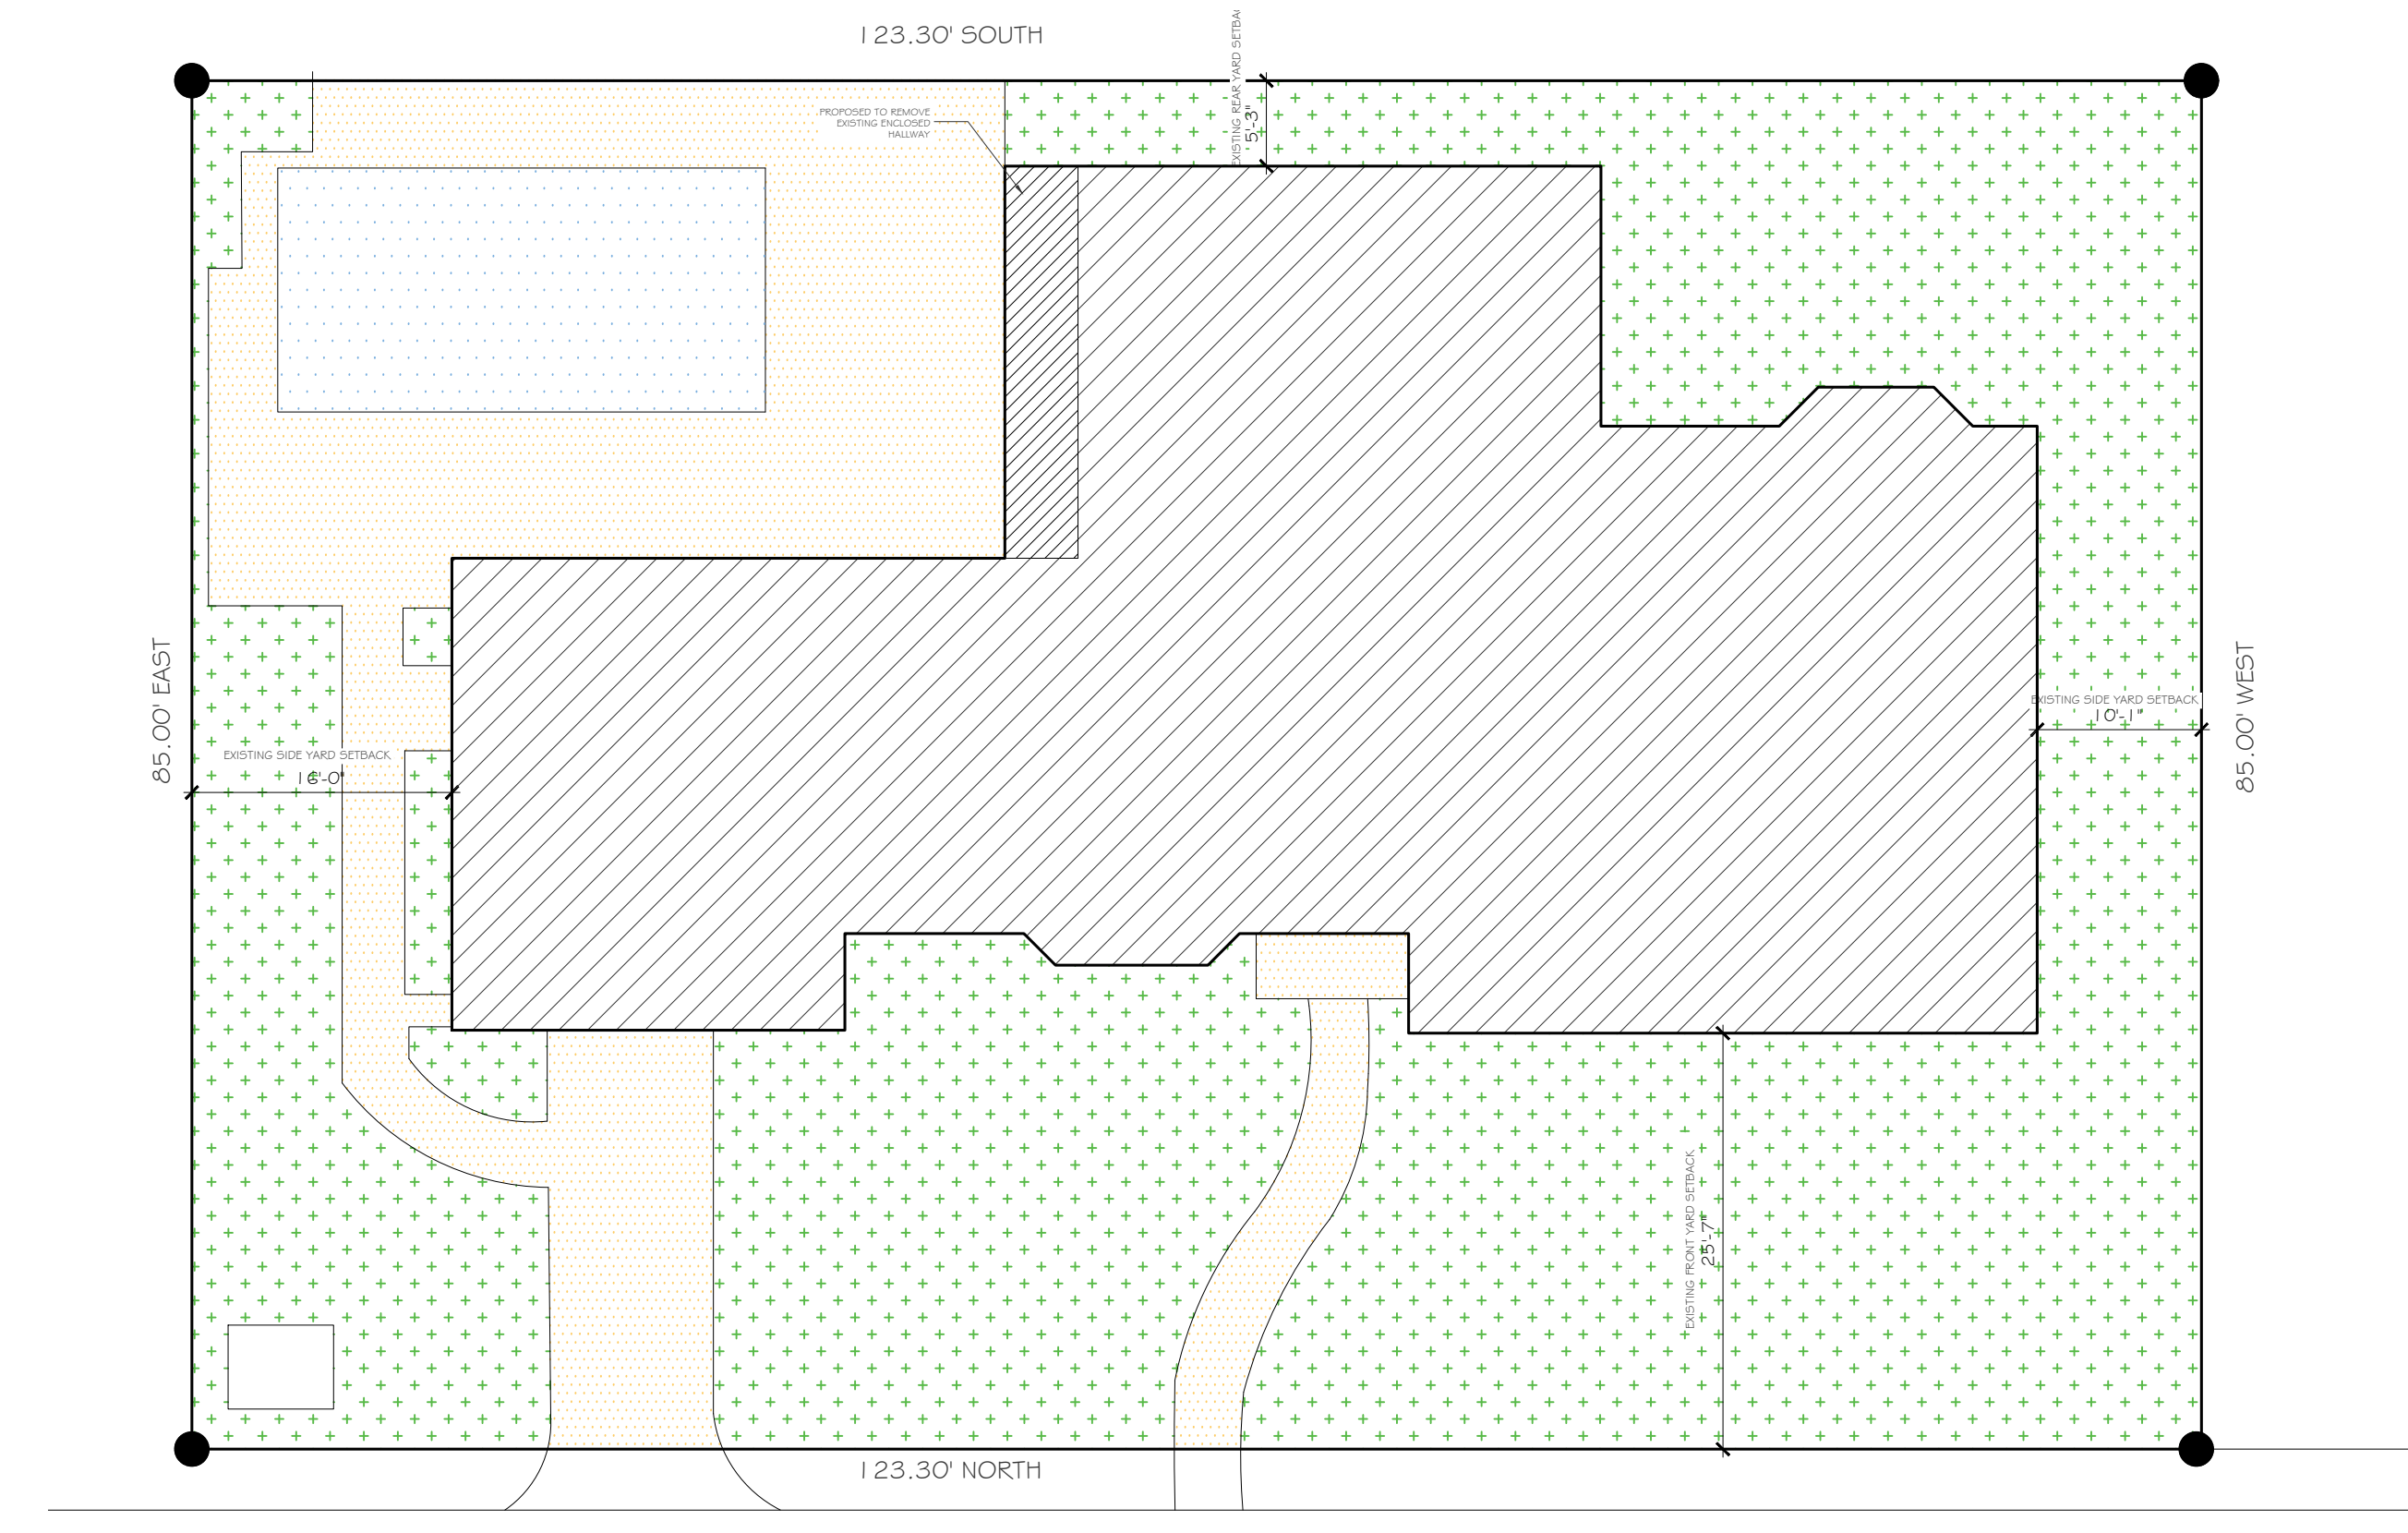 123.30' SOUTH
EXISTING REAR YARD SETBA
5'-3"
PROPOSED TO REMOVE
EXISTING ENCLOSED
HALLWAY
85.00' EAST
85.00' WEST
EXISTING SIDE YARD SETBACK
10'-1"
EXISTING SIDE YARD SETBACK
16'-0"
EXISTING FRONT YARD SETBACK
25'-7"
123.30' NORTH